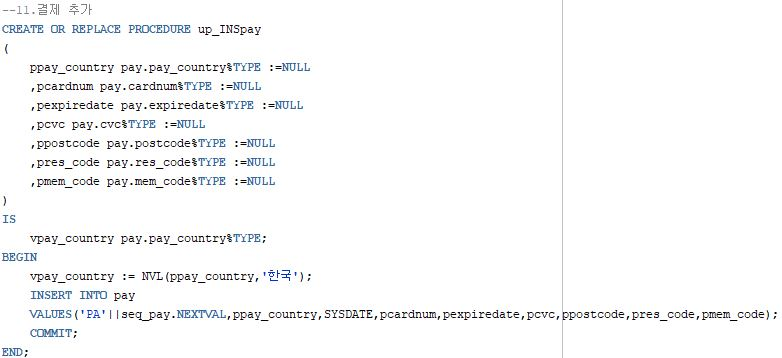 --11.결제 추가
CREATE OR REPLACE PROCEDURE up_INSpay
(
    ppay_country pay.pay_country%TYPE :=NULL
    ,pcardnum pay.cardnum%TYPE :=NULL
    ,pexpiredate pay.expiredate%TYPE :=NULL
    ,pcvc pay.cvc%TYPE :=NULL
    ,ppostcode pay.postcode%TYPE :=NULL
    ,pres_code pay.res_code%TYPE :=NULL
    ,pmem_code pay.mem_code%TYPE :=NULL
)
IS
    vpay_country pay.pay_country%TYPE;
BEGIN
    vpay_country := NVL(ppay_country,'한국');
    INSERT INTO pay
    VALUES('PA'||seq_pay.NEXTVAL,ppay_country,SYSDATE,pcardnum,pexpiredate,pcvc,ppostcode,pres_code,pmem_code);
    COMMIT;
END;